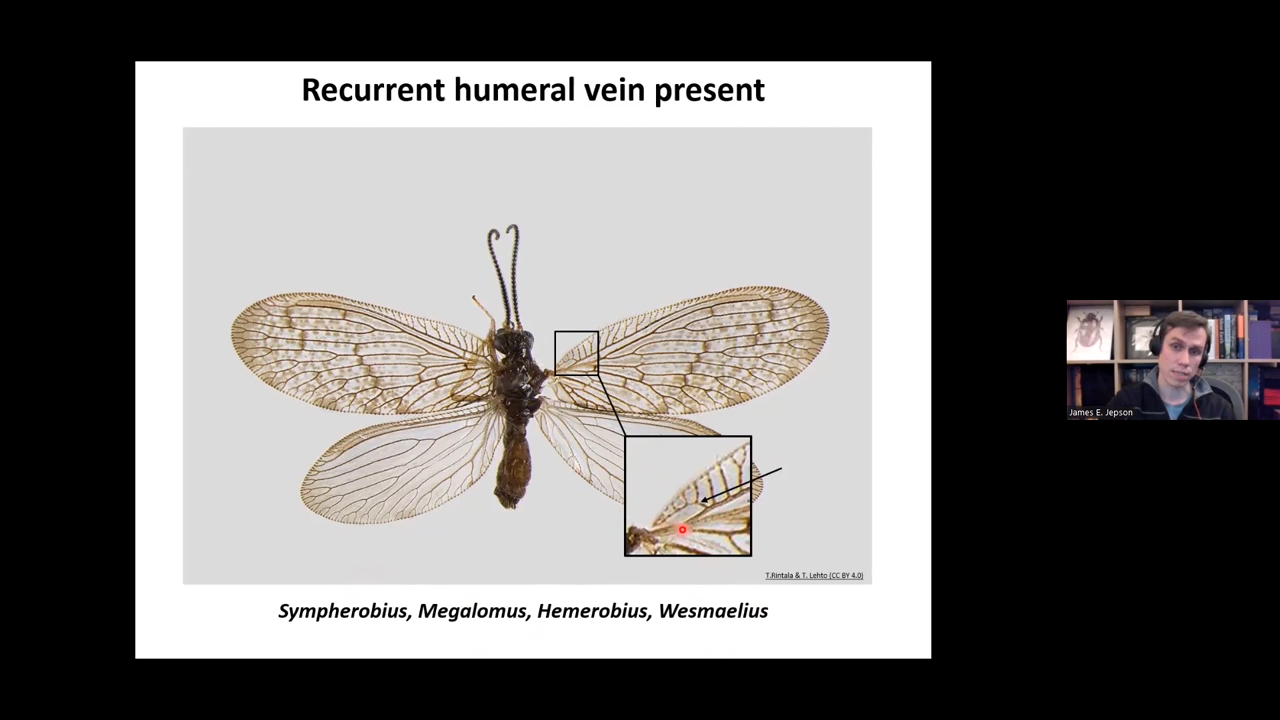 Recurrent humeral vein present
T.Rintala & T. Lehto (CC BY 4.0)
Sympherobius, Megalomus, Hemerobius, Wesmaelius
James E. Jepson